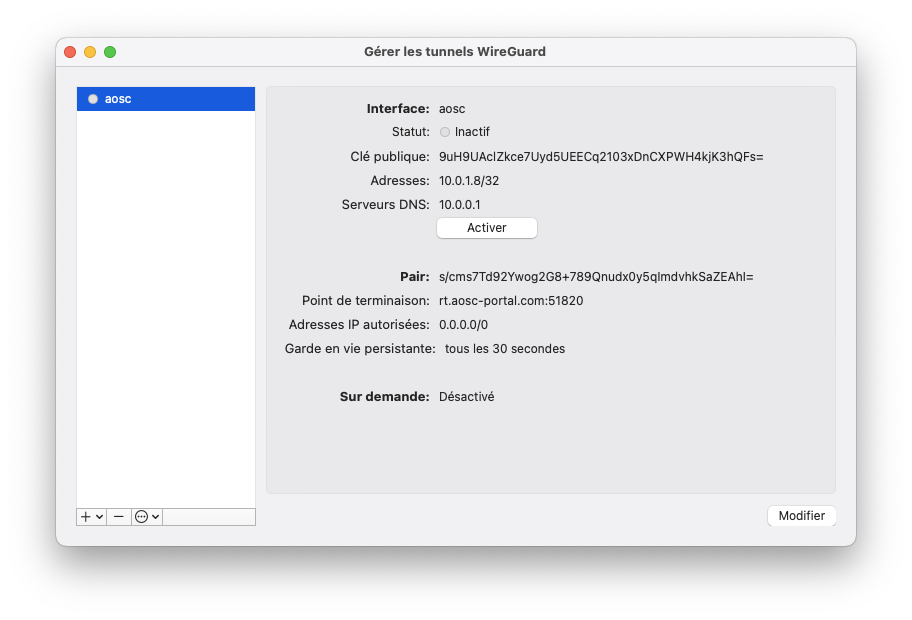 Gérer les tunnels WireGuard
aosc
Interface: aosc
Statut: Inactif
Clé publique: 9uH9UAcIZkce7Uyd5UEECq2103xDnCXPWH4kjK3hQFs=
Adresses: 10.0.1.8/32
Serveurs DNS: 10.0.0.1
Activer
Pair: s/cms7Td92Ywog2G8+789Qnudx0y5qImdvhkSaZEAhI=
Point de terminaison: rt.aosc-portal.com:51820
Adresses IP autorisées: 0.0.0.0/0
Garde en vie persistante: tous les 30 secondes
Sur demande: Désactivé
Modifier